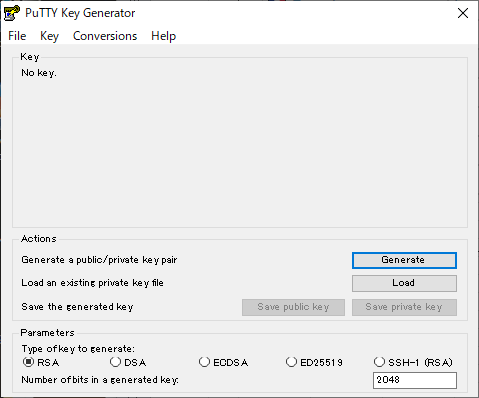 PuTTY Key Generator
File Key Conversions Help
Key
No key.
Actions
Generate a public/private key pair Generate
Load an existing private key file Load
Save the generated key Save public key Save private key
Parameters
Type of key to generate:
RSA DSA ECDSA ED25519 SSH-1 (RSA)
Number of bits in a generated key: 2048